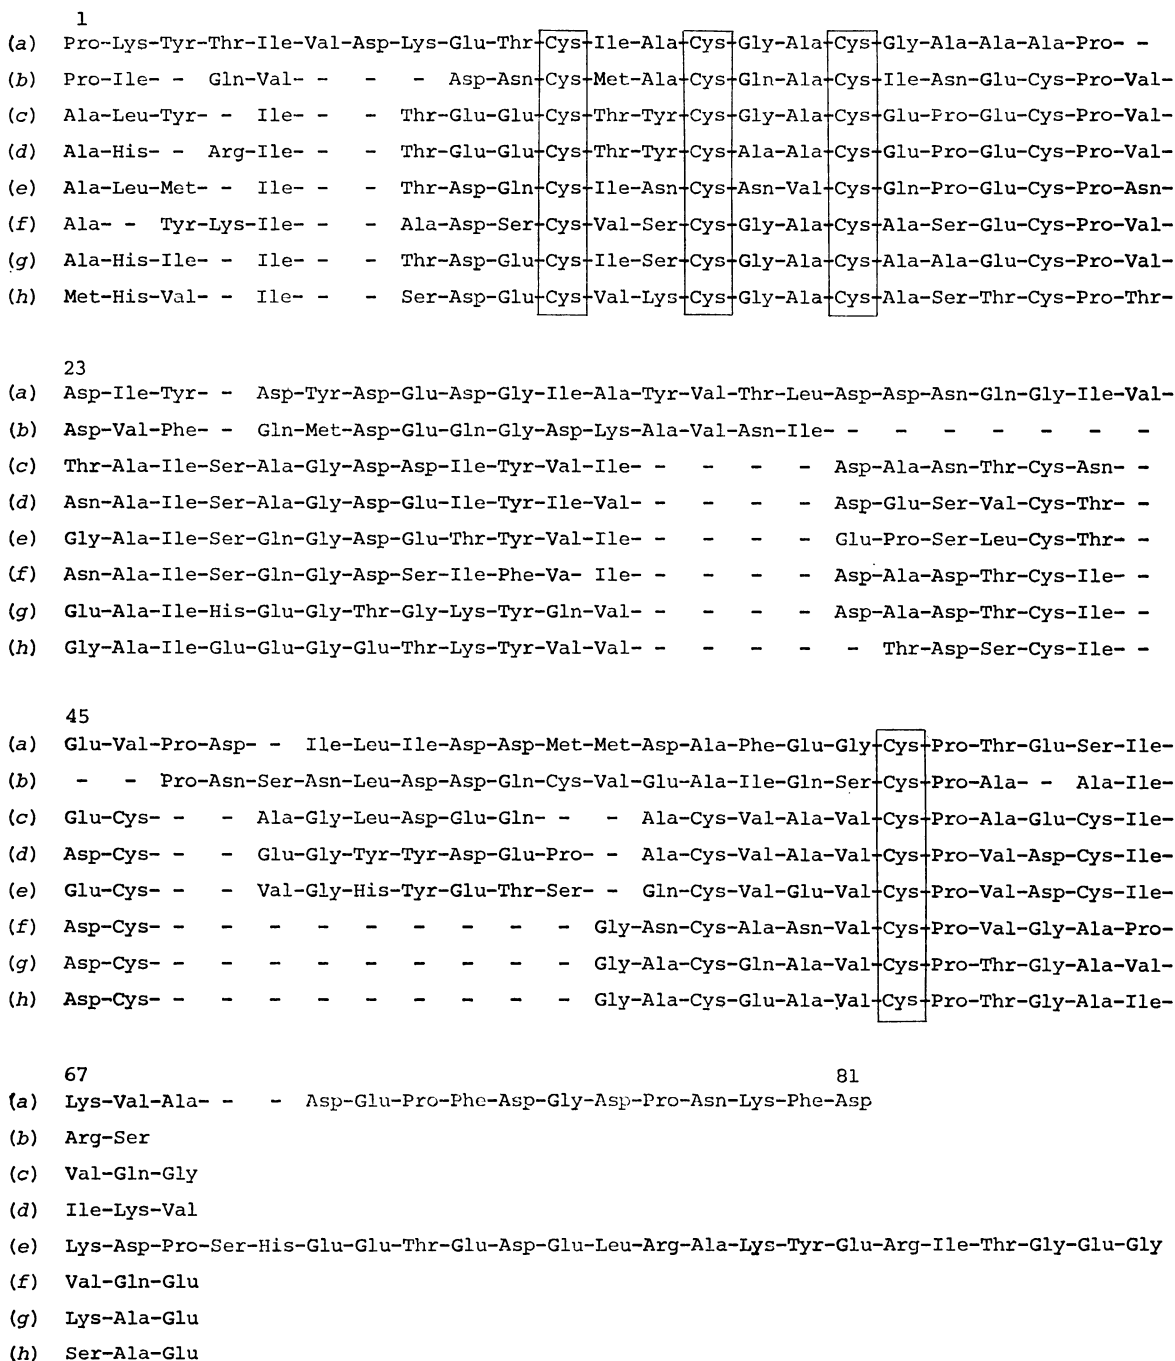 1
(a) Pro-Lys-Tyr-Thr-Ile-Val-Asp-Lys-Glu-Thr-Cys-Ile-Ala-Cys-Gly-Ala-Cys-Gly-Ala-Ala-Ala-Pro- -
(b) Pro-Ile- - Gln-Val- - - - Asp-Asn-Cys-Met-Ala-Cys-Gln-Ala-Cys-Ile-Asn-Glu-Cys-Pro-Val-
(c) Ala-Leu-Tyr- - Ile- - - Thr-Glu-Glu-Cys-Thr-Tyr-Cys-Gly-Ala-Cys-Glu-Pro-Glu-Cys-Pro-Val-
(d) Ala-His- - Arg-Ile- - - Thr-Glu-Glu-Cys-Thr-Tyr-Cys-Ala-Ala-Cys-Glu-Pro-Glu-Cys-Pro-Val-
(e) Ala-Leu-Met- - Ile- - - Thr-Asp-Gln-Cys-Ile-Asn-Cys-Asn-Val-Cys-Gln-Pro-Glu-Cys-Pro-Asn-
(f) Ala- - Tyr-Lys-Ile- - - Ala-Asp-Ser-Cys-Val-Ser-Cys-Gly-Ala-Cys-Ala-Ser-Glu-Cys-Pro-Val-
(g) Ala-His-Ile- - Ile- - - Thr-Asp-Glu-Cys-Ile-Ser-Cys-Gly-Ala-Cys-Ala-Ala-Glu-Cys-Pro-Val-
(h) Met-His-Val- - Ile- - - Ser-Asp-Glu-Cys-Val-Lys-Cys-Gly-Ala-Cys-Ala-Ser-Thr-Cys-Pro-Thr-
23
(a) Asp-Ile-Tyr- - Asp-Tyr-Asp-Glu-Asp-Gly-Ile-Ala-Tyr-Val-Thr-Leu-Asp-Asp-Asn-Gln-Gly-Ile-Val-
(b) Asp-Val-Phe- - Gln-Met-Asp-Glu-Gln-Gly-Asp-Lys-Ala-Val-Asn-Ile- - - - - - - -
(c) Thr-Ala-Ile-Ser-Ala-Gly-Asp-Asp-Ile-Tyr-Val-Ile- - - - - Asp-Ala-Asn-Thr-Cys-Asn- -
(d) Asn-Ala-Ile-Ser-Ala-Gly-Asp-Glu-Ile-Tyr-Ile-Val- - - - - Asp-Glu-Ser-Val-Cys-Thr- -
(e) Gly-Ala-Ile-Ser-Gln-Gly-Asp-Glu-Thr-Tyr-Val-Ile- - - - - Glu-Pro-Ser-Leu-Cys-Thr- -
(f) Asn-Ala-Ile-Ser-Gln-Gly-Asp-Ser-Ile-Phe-Va- Ile- - - - - Asp-Ala-Asp-Thr-Cys-Ile- -
(g) Glu-Ala-Ile-His-Glu-Gly-Thr-Gly-Lys-Tyr-Gln-Val- - - - - Asp-Ala-Asp-Thr-Cys-Ile- -
(h) Gly-Ala-Ile-Glu-Glu-Gly-Glu-Thr-Lys-Tyr-Val-Val- - - - - - Thr-Asp-Ser-Cys-Ile- -
45
(a) Glu-Val-Pro-Asp- - Ile-Leu-Ile-Asp-Asp-Met-Met-Asp-Ala-Phe-Glu-Gly-Cys-Pro-Thr-Glu-Ser-Ile-
(b) - - Pro-Asn-Ser-Asn-Leu-Asp-Asp-Gln-Cys-Val-Glu-Ala-Ile-Gln-Ser-Cys-Pro-Ala- - Ala-Ile-
(c) Glu-Cys- - - Ala-Gly-Leu-Asp-Glu-Gln- - - Ala-Cys-Val-Ala-Val-Cys-Pro-Ala-Glu-Cys-Ile-
(d) Asp-Cys- - - Glu-Gly-Tyr-Tyr-Asp-Glu-Pro- - Ala-Cys-Val-Ala-Val-Cys-Pro-Val-Asp-Cys-Ile-
(e) Glu-Cys- - - Val-Gly-His-Tyr-Glu-Thr-Ser- - Gln-Cys-Val-Glu-Val-Cys-Pro-Val-Asp-Cys-Ile-
(f) Asp-Cys- - - - - - - - - - Gly-Asn-Cys-Ala-Asn-Val-Cys-Pro-Val-Gly-Ala-Pro-
(g) Asp-Cys- - - - - - - - - - Gly-Ala-Cys-Gln-Ala-Val-Cys-Pro-Thr-Gly-Ala-Val-
(h) Asp-Cys- - - - - - - - - - Gly-Ala-Cys-Glu-Ala-Val-Cys-Pro-Thr-Gly-Ala-Ile-
67 81
(a) Lys-Val-Ala- - - Asp-Glu-Pro-Phe-Asp-Gly-Asp-Pro-Asn-Lys-Phe-Asp
(b) Arg-Ser
(c) Val-Gln-Gly
(d) Ile-Lys-Val
(e) Lys-Asp-Pro-Ser-His-Glu-Glu-Thr-Glu-Asp-Glu-Leu-Arg-Ala-Lys-Tyr-Glu-Arg-Ile-Thr-Gly-Glu-Gly
(f) Val-Gln-Glu
(g) Lys-Ala-Glu
(h) Ser-Ala-Glu